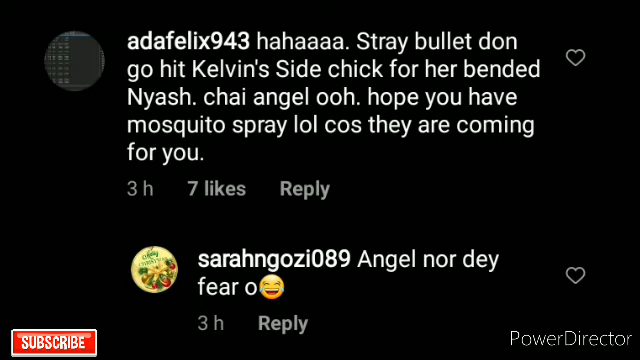 adafelix943 hahaaaa. Stray bullet don
go hit Kelvin's Side chick for her bended
Nyash. chai angel ooh. hope you have
mosquito spray lol cos they are coming
for you.
3 h 7 likes Reply
sarahngozi089 Angel nor dey
fear o😂
3 h Reply
SUBSCRIBE
PowerDirector